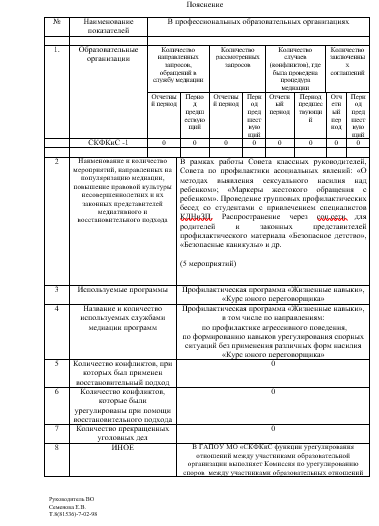 Пояснение
№ Наименование показателей В профессиональных образовательных организациях
1. Образовательные организации
Количество направленных запросов, обращений в службу медиации
Количество рассмотренных запросов
Количество случаев (конфликтов), где была проведена процедура медиации
Количество заключенных соглашений
Отчетный период Период предшествующий Отчетный период Период предшествующий Отчетный период Период предшествующий Отчетный период Период предшествующий
СКФКиС -1 0 0 0 0 0 0 0 0
2 Наименование и количество
мероприятий, направленных на
популяризацию медиации,
повышение правовой культуры
несовершеннолетних и их
законных представителей
медиативного и
восстановительного подхода
В рамках работы Совета классных руководителей,
Совета по профилактики асоциальных явлений: «О
методах выявления сексуального насилия над
ребенком»; «Маркеры жестокого обращения с
ребенком». Проведение групповых профилактических
бесед со студентами с привлечением специалистов
КДНиЗП. Распространение через соц.сети для
родителей и законных представителей
профилактического материала «Безопасное детство»,
«Безопасные каникулы» и др.
(5 мероприятий)
3 Используемые программы
Профилактическая программа «Жизненные навыки»,
«Курс юного переговорщика»
4 Название и количество
используемых службами
медиации программ
Профилактическая программа «Жизненные навыки»,
в том числе по направлениям:
по профилактике агрессивного поведения,
по формированию навыков урегулирования спорных
ситуаций без применения различных форм насилия
«Курс юного переговорщика»
5 Количество конфликтов, при
которых был применен
восстановительный подход
0
6 Количество конфликтов,
которые были
урегулированы при помощи
восстановительного подхода
0
7 Количество прекращенных
уголовных дел
0
8 ИНОЕ
В ГАПОУ МО «СКФКиС функции урегулирования
отношений между участниками образовательной
организации выполняет Комиссия по урегулированию
споров между участниками образовательных отношений
Руководитель ВО
Семенова Е.В.
Т.8(81536)-7-02-98